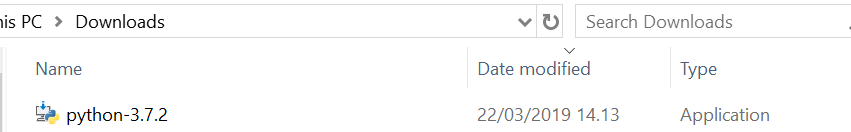 his PC > Downloads Search Downloads
Name Date modified Type
python-3.7.2 22/03/2019 14.13 Application